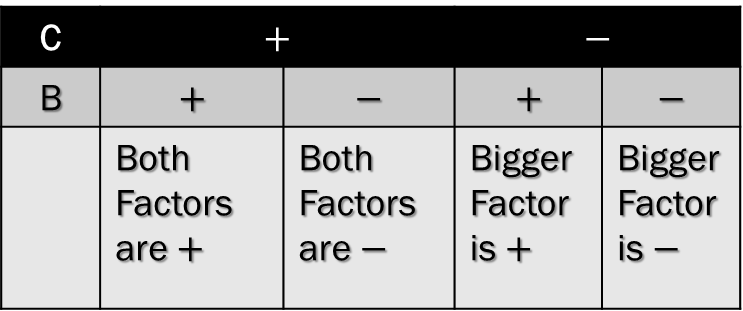 C + −
B + − + −
Both Both Bigger Bigger
Factors Factors Factor Factor
are + are − is + is −